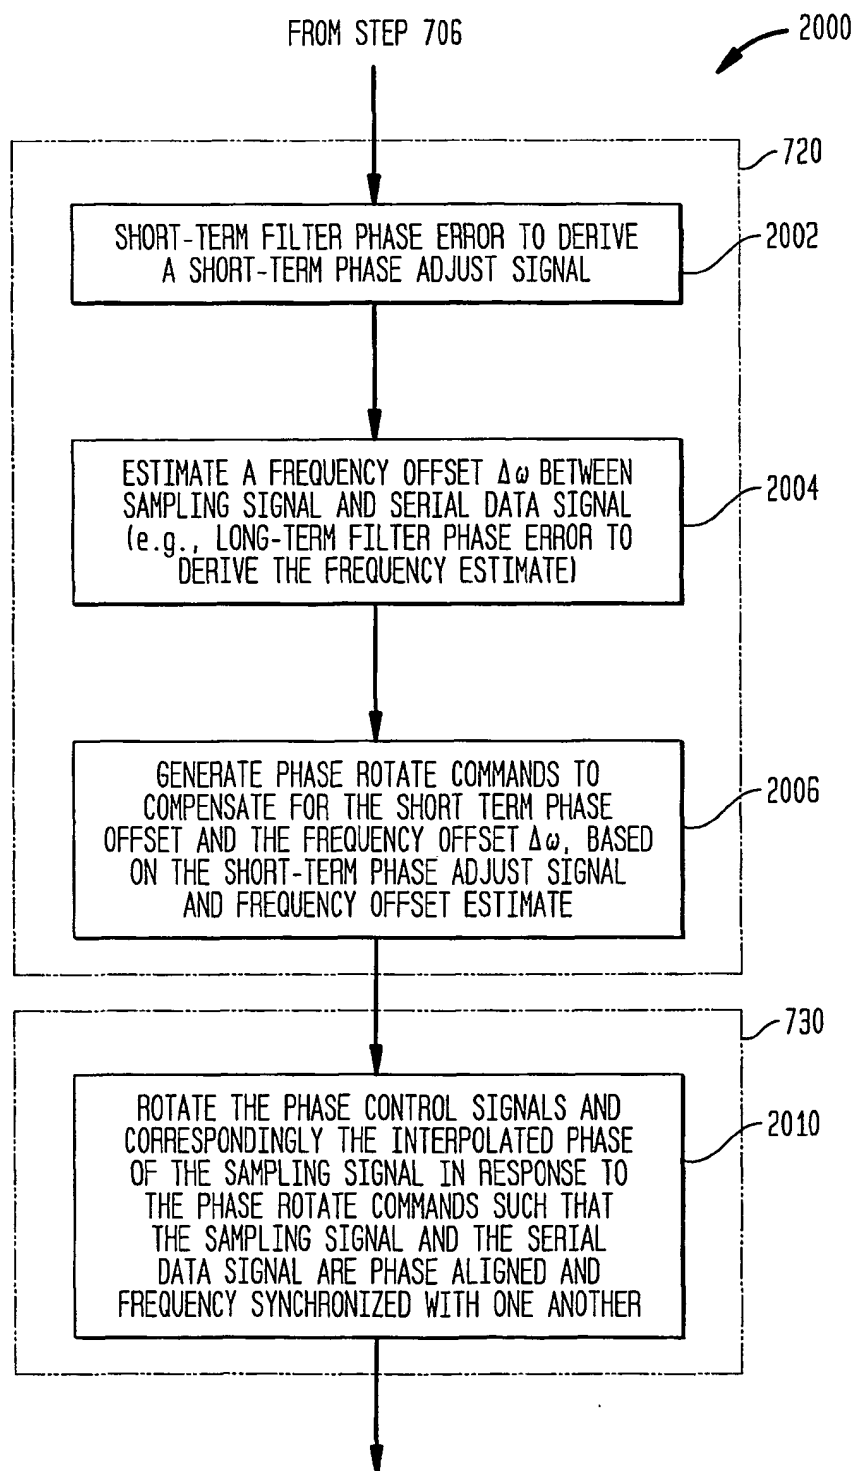 FROM STEP 706
2000
720
SHORT-TERM FILTER PHASE ERROR TO DERIVE
A SHORT-TERM PHASE ADJUST SIGNAL
2002
ESTIMATE A FREQUENCY OFFSET Δω BETWEEN
SAMPLING SIGNAL AND SERIAL DATA SIGNAL
(e.g., LONG-TERM FILTER PHASE ERROR TO
DERIVE THE FREQUENCY ESTIMATE)
2004
GENERATE PHASE ROTATE COMMANDS TO
COMPENSATE FOR THE SHORT TERM PHASE
OFFSET AND THE FREQUENCY OFFSET Δω, BASED
ON THE SHORT-TERM PHASE ADJUST SIGNAL
AND FREQUENCY OFFSET ESTIMATE
2006
730
ROTATE THE PHASE CONTROL SIGNALS AND
CORRESPONDINGLY THE INTERPOLATED PHASE
OF THE SAMPLING SIGNAL IN RESPONSE TO
THE PHASE ROTATE COMMANDS SUCH THAT
THE SAMPLING SIGNAL AND THE SERIAL
DATA SIGNAL ARE PHASE ALIGNED AND
FREQUENCY SYNCHRONIZED WITH ONE ANOTHER
2010